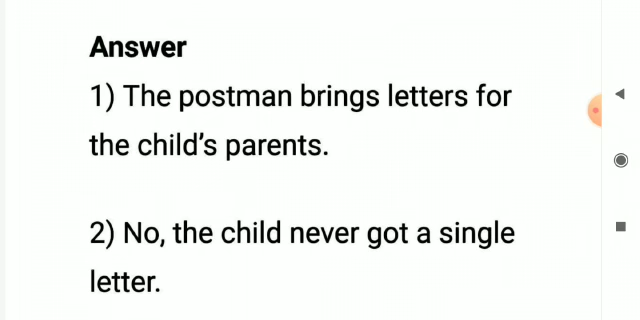 Answer
1) The postman brings letters for
the child’s parents.
2) No, the child never got a single
letter.